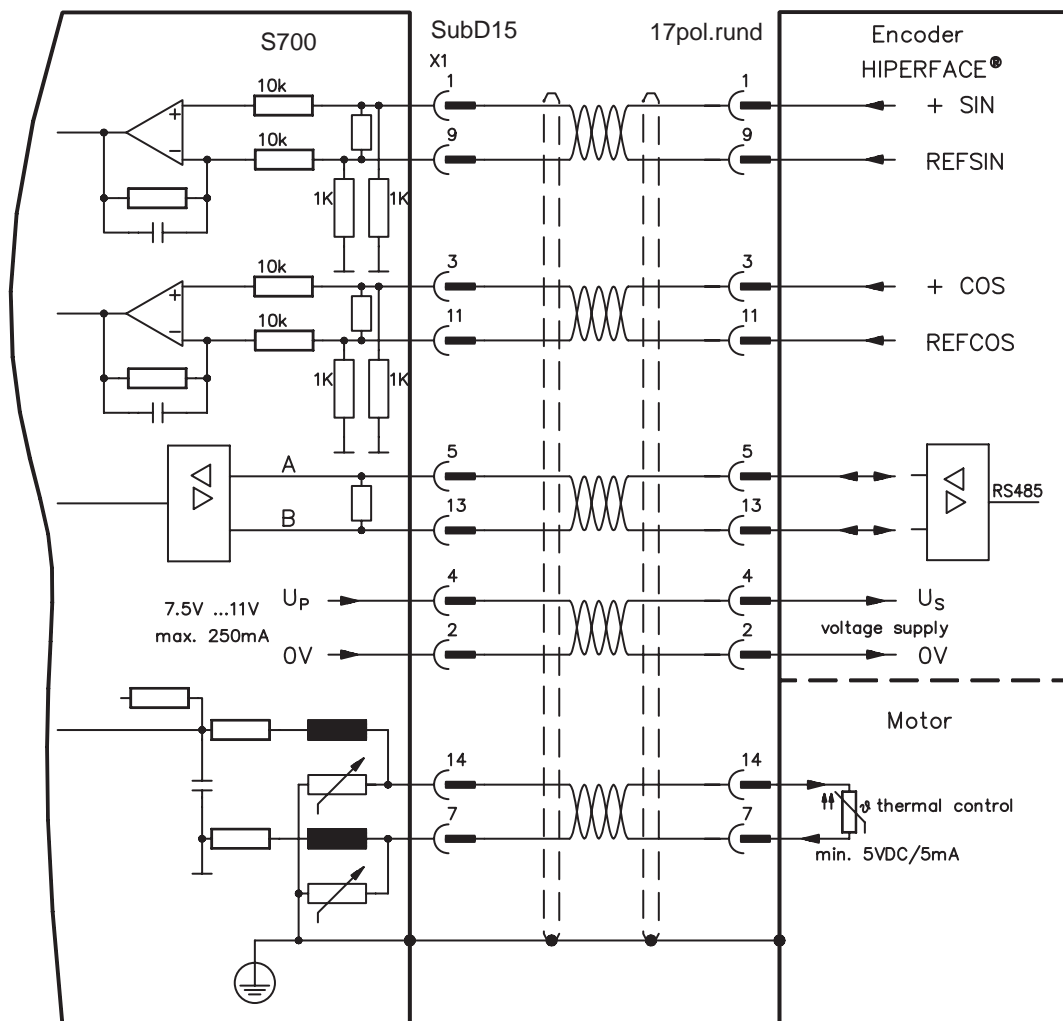 S700
SubD15
17pol.rund
Encoder
HIPERFACE®
X1
10k
1
1
+ SIN
10k
9
9
REFSIN
1K
1K
10k
3
3
+ COS
10k
11
11
REFCOS
1K
1K
A
5
5
B
13
13
RS485
7.5V ...11V
max. 250mA
UP
4
4
US
voltage supply
0V
2
2
0V
Motor
14
14
ϑ thermal control
7
7
min. 5VDC/5mA
+
−
+
−